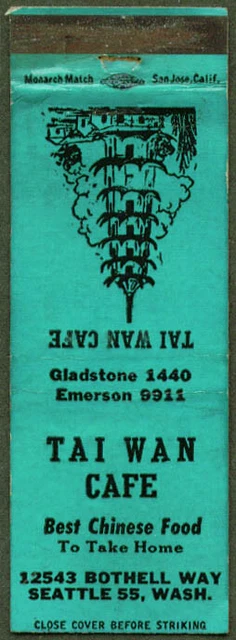 Monarch Match San Jose, Calif.
TAI WAN CAFE
Gladstone 1440
Emerson 9911
TAI WAN
CAFE
Best Chinese Food
To Take Home
12543 BOTHELL WAY
SEATTLE 55, WASH.
CLOSE COVER BEFORE STRIKING